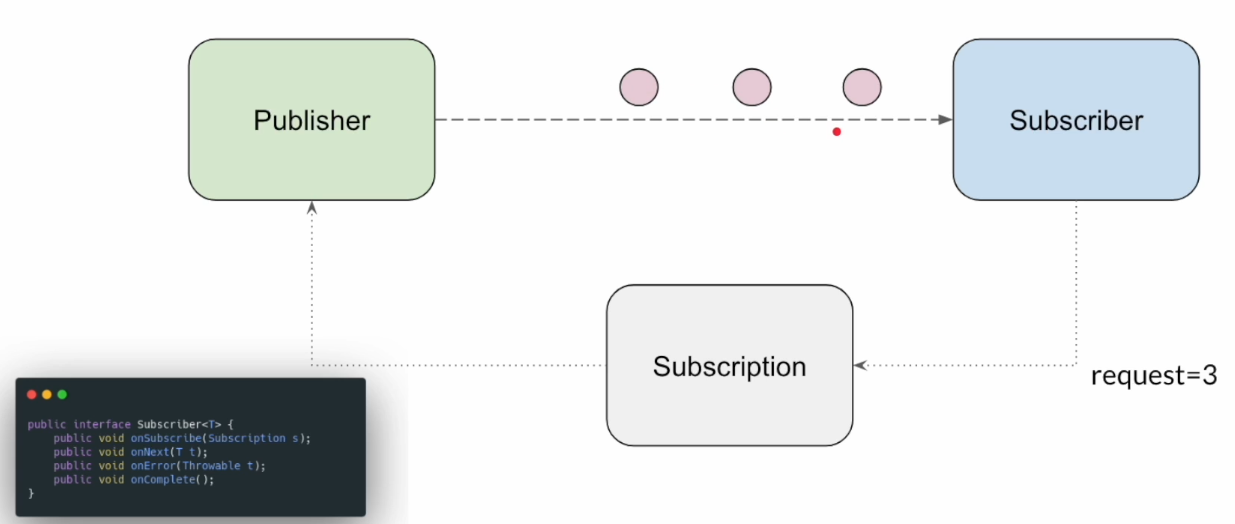 Publisher
Subscriber
Subscription
request=3
public interface Subscriber<T> {
    public void onSubscribe(Subscription s);
    public void onNext(T t);
    public void onError(Throwable t);
    public void onComplete();
}